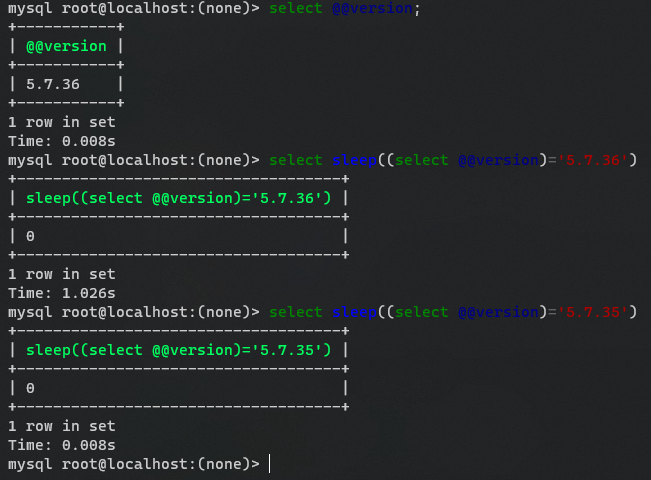 mysql root@localhost:(none)> select @@version;
+-----------+
| @@version |
+-----------+
| 5.7.36    |
+-----------+
1 row in set
Time: 0.008s
mysql root@localhost:(none)> select sleep((select @@version)='5.7.36')
+-----------------------------------+
| sleep((select @@version)='5.7.36') |
+-----------------------------------+
| 0                                  |
+-----------------------------------+
1 row in set
Time: 1.026s
mysql root@localhost:(none)> select sleep((select @@version)='5.7.35')
+-----------------------------------+
| sleep((select @@version)='5.7.35') |
+-----------------------------------+
| 0                                  |
+-----------------------------------+
1 row in set
Time: 0.008s
mysql root@localhost:(none)>